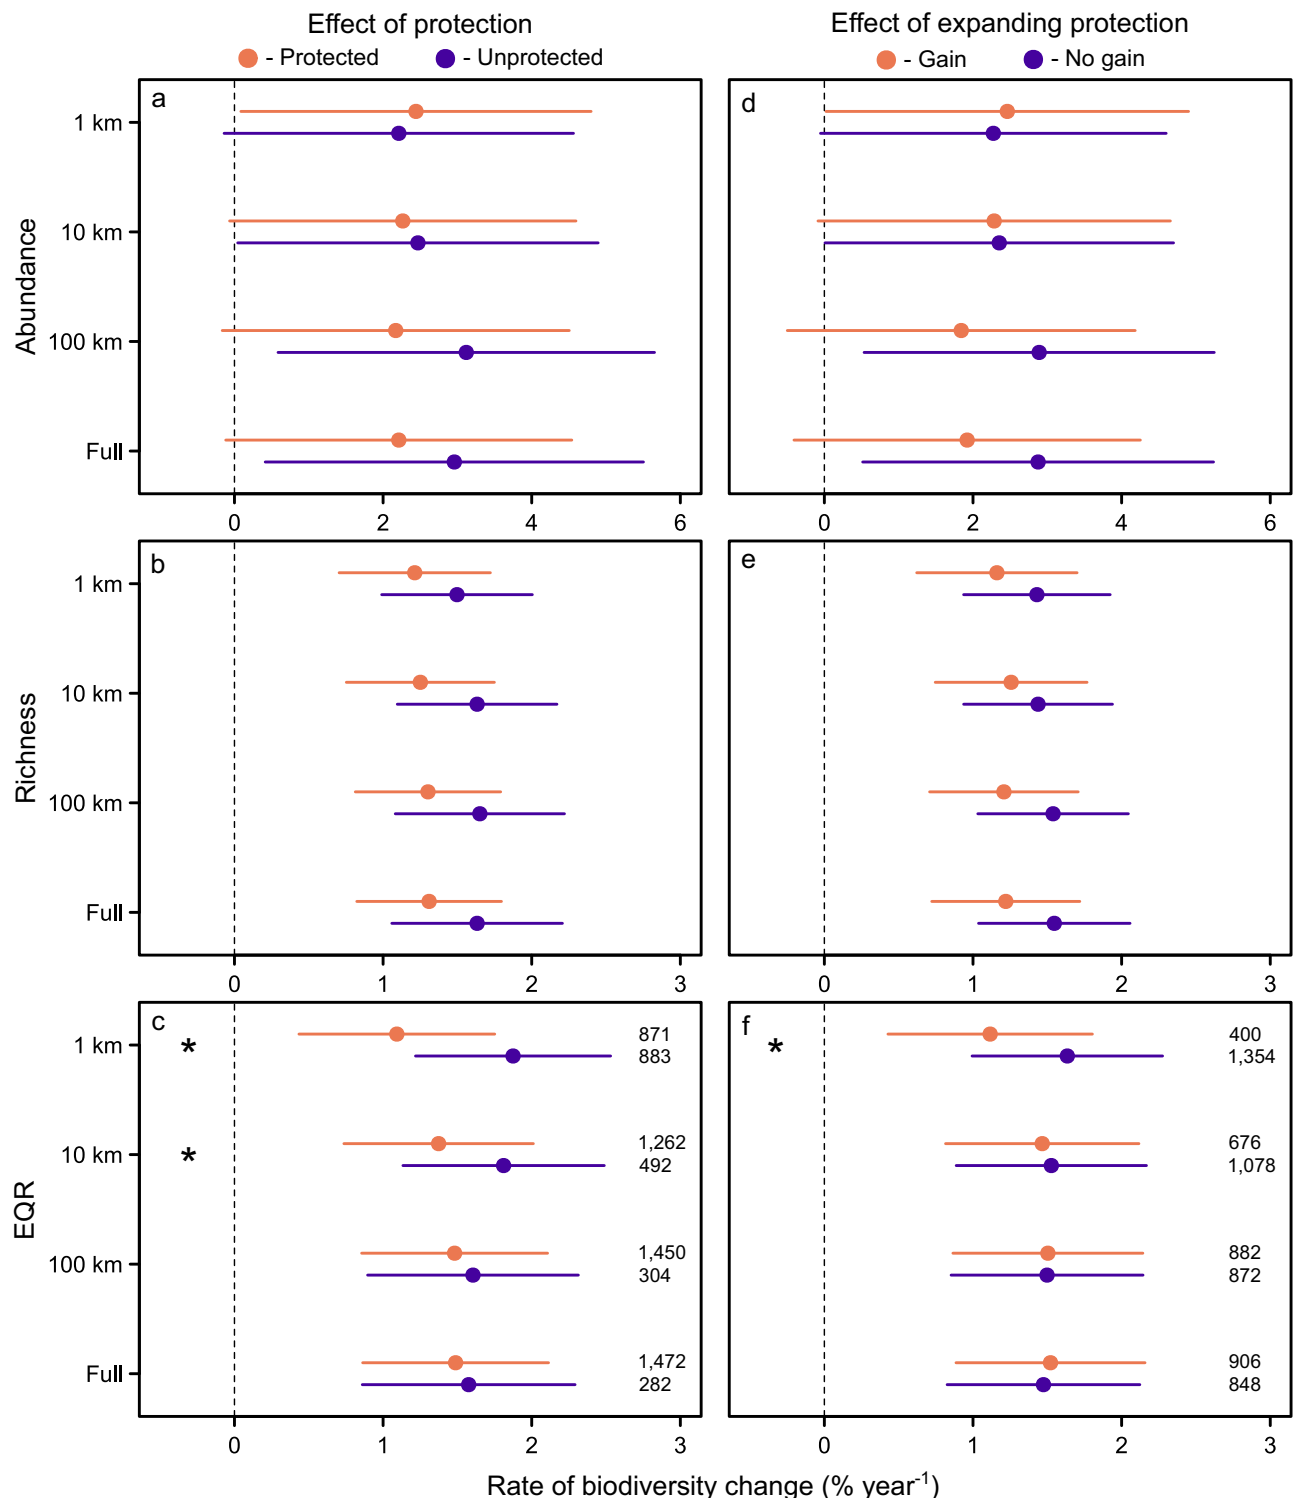 Effect of protection
- Protected - Unprotected
Effect of expanding protection
- Gain - No gain
Abundance
a
d
1 km
10 km
100 km
Full
0 2 4 6
0 2 4 6
Richness
b
e
1 km
10 km
100 km
Full
0 1 2 3
0 1 2 3
EQR
c
f
1 km
* 871
883
* 400
1,354
10 km
* 1,262
492
676
1,078
100 km
1,450
304
882
872
Full
1,472
282
906
848
0 1 2 3
0 1 2 3
Rate of biodiversity change (% year⁻¹)